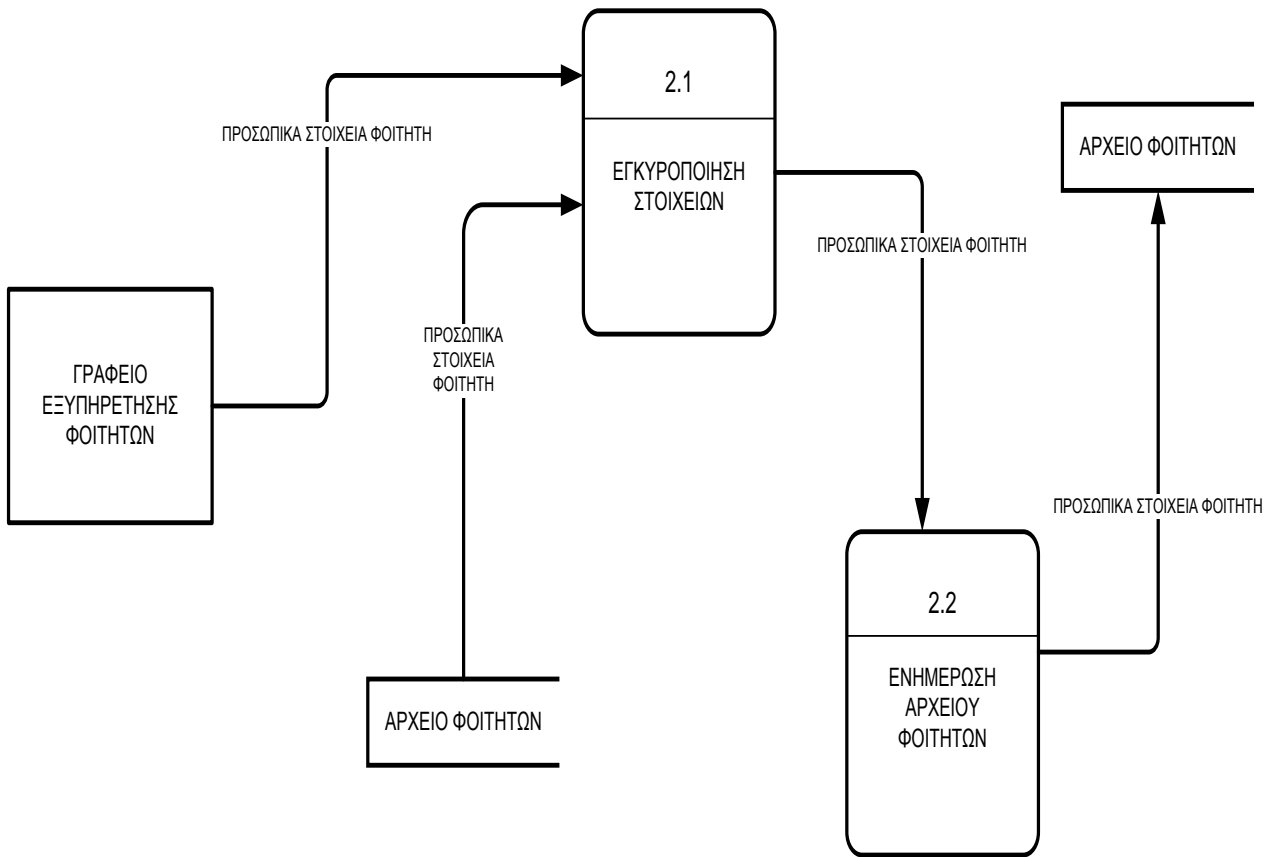 2.1
ΕΓΚΥΡΟΠΟΙΗΣΗ
ΣΤΟΙΧΕΙΩΝ
ΠΡΟΣΩΠΙΚΑ ΣΤΟΙΧΕΙΑ ΦΟΙΤΗΤΗ
ΑΡΧΕΙΟ ΦΟΙΤΗΤΩΝ
ΠΡΟΣΩΠΙΚΑ ΣΤΟΙΧΕΙΑ ΦΟΙΤΗΤΗ
ΠΡΟΣΩΠΙΚΑ
ΣΤΟΙΧΕΙΑ
ΦΟΙΤΗΤΗ
ΓΡΑΦΕΙΟ
ΕΞΥΠΗΡΕΤΗΣΗΣ
ΦΟΙΤΗΤΩΝ
ΠΡΟΣΩΠΙΚΑ ΣΤΟΙΧΕΙΑ ΦΟΙΤΗΤΗ
2.2
ΕΝΗΜΕΡΩΣΗ
ΑΡΧΕΙΟΥ
ΦΟΙΤΗΤΩΝ
ΑΡΧΕΙΟ ΦΟΙΤΗΤΩΝ